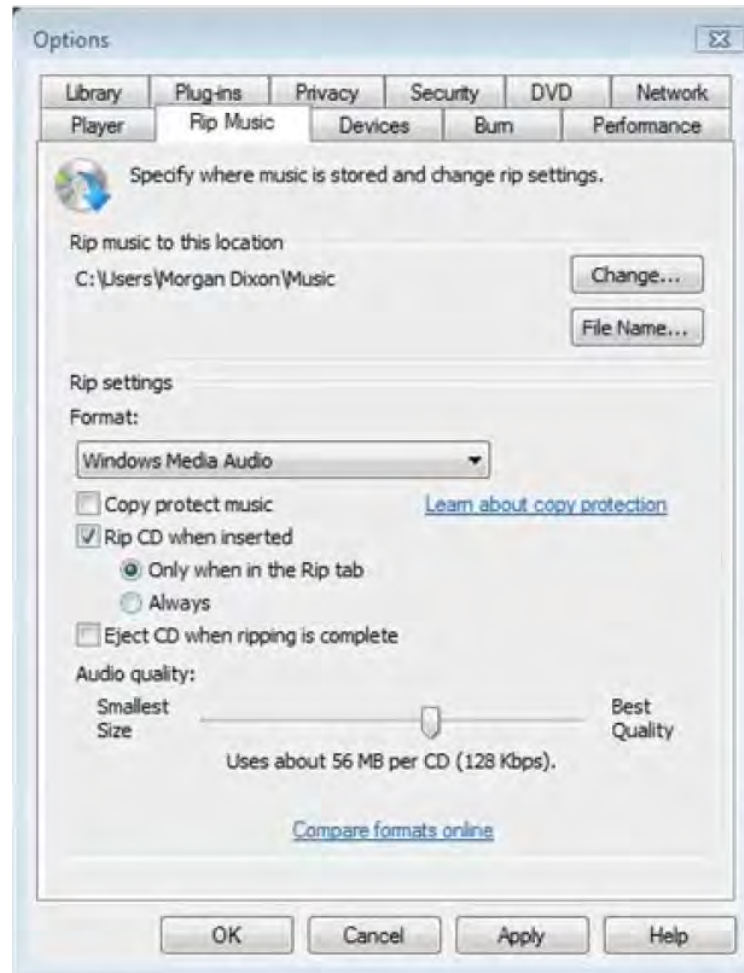 Options
Library Plug-ins Privacy Security DVD Network
Player Rip Music Devices Burn Performance
Specify where music is stored and change rip settings.
Rip music to this location
C:\Users\Morgan Dixon\Music
Change...
File Name...
Rip settings
Format:
Windows Media Audio
Copy protect music Learn about copy protection
Rip CD when inserted
Only when in the Rip tab
Always
Eject CD when ripping is complete
Audio quality:
Smallest
Size
Best
Quality
Uses about 56 MB per CD (128 Kbps).
Compare formats online
OK Cancel Apply Help